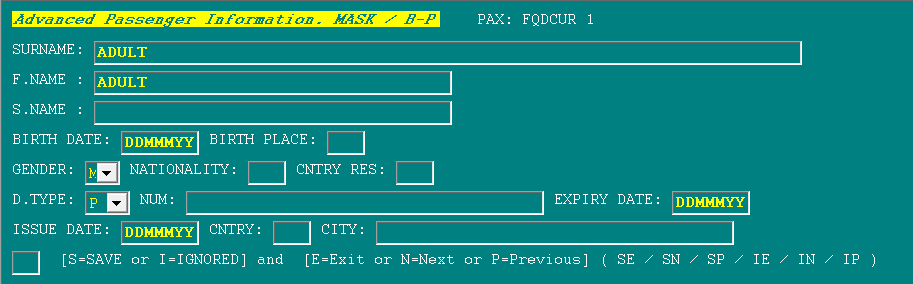 Advanced Passenger Information. MASK / B-P PAX: FQDCUR 1
SURNAME: ADULT
F.NAME : ADULT
S.NAME :
BIRTH DATE: DDMMMYY BIRTH PLACE:
GENDER: M NATIONALITY: CNTRY RES:
D.TYPE: P NUM: EXPIRY DATE: DDMMMYY
ISSUE DATE: DDMMMYY CNTRY: CITY:
[S=SAVE or I=IGNORED] and [E=Exit or N=Next or P=Previous] ( SE / SN / SP / IE / IN / IP )